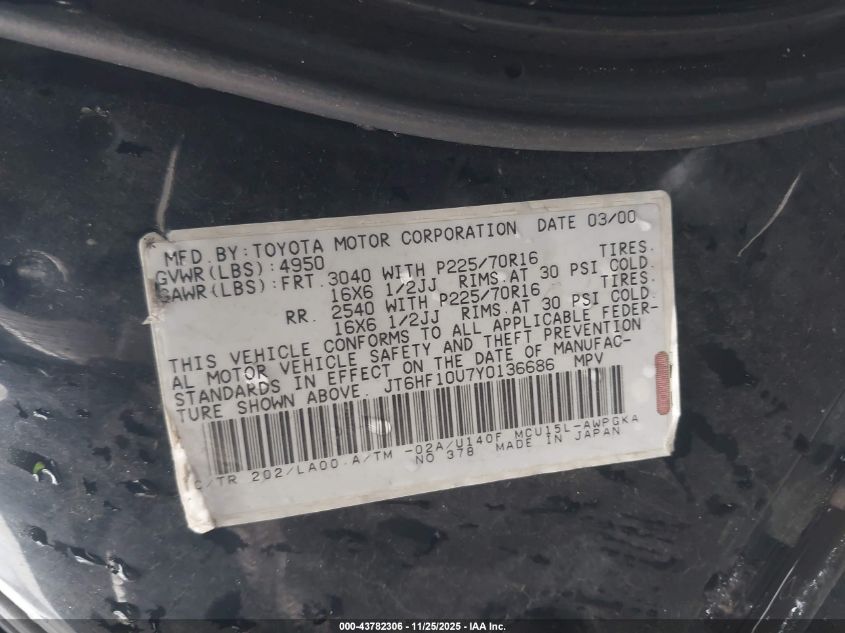 MFD. BY: TOYOTA MOTOR CORPORATION DATE 03/00
GVWR(LBS): 4950
GAWR(LBS): FRT. 3040 WITH P225/70R16 TIRES.
16X6 1/2JJ RIMS. AT 30 PSI COLD.
RR. 2540 WITH P225/70R16 TIRES.
16X6 1/2JJ RIMS. AT 30 PSI COLD.
THIS VEHICLE CONFORMS TO ALL APPLICABLE FEDER-
AL MOTOR VEHICLE SAFETY AND THEFT PREVENTION
STANDARDS IN EFFECT ON THE DATE OF MANUFAC-
TURE SHOWN ABOVE. JT6HF10U7Y0136686 MPV
C/TR 202/LA00 A/TM -02A/U140F MCU15L-AWPGKA
NO 378 MADE IN JAPAN
000-43782306 - 11/25/2025 - IAA Inc.